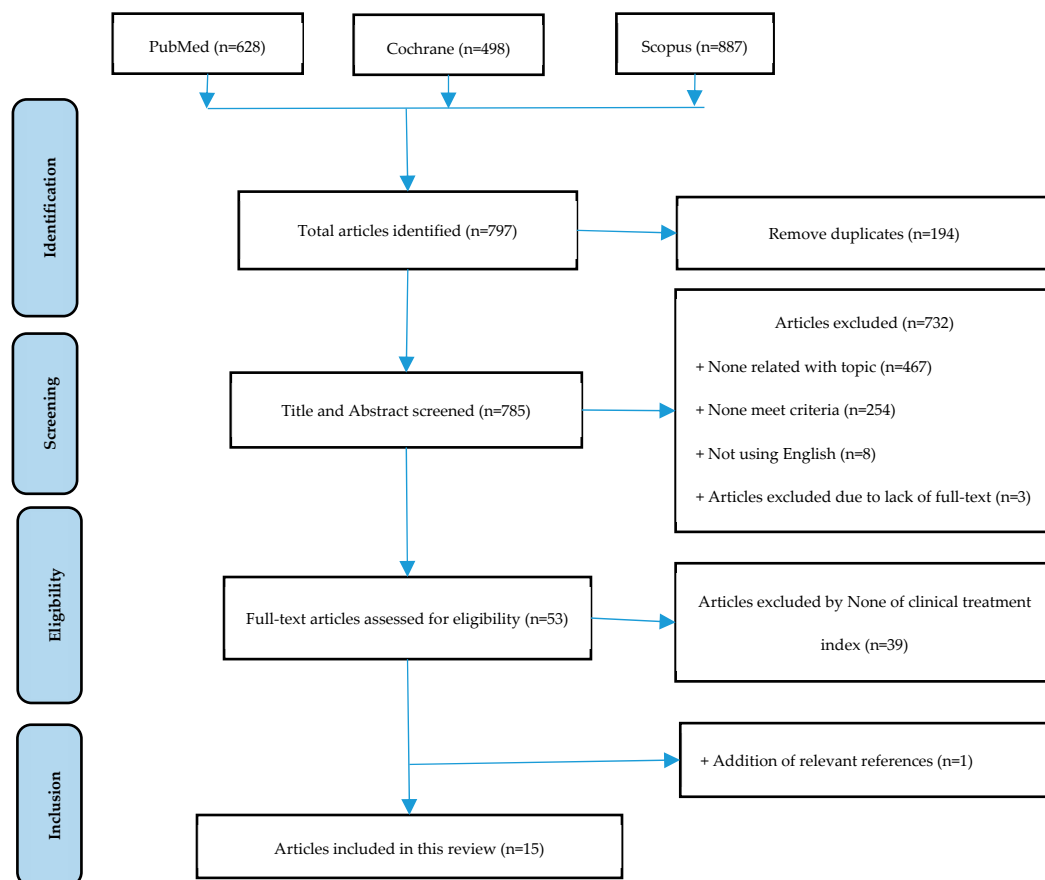 PubMed (n=628)
Cochrane (n=498)
Scopus (n=887)
Identification
Total articles identified (n=797)
Remove duplicates (n=194)
Screening
Title and Abstract screened (n=785)
Articles excluded (n=732)
+ None related with topic (n=467)
+ None meet criteria (n=254)
+ Not using English (n=8)
+ Articles excluded due to lack of full-text (n=3)
Eligibility
Full-text articles assessed for eligibility (n=53)
Articles excluded by None of clinical treatment
index (n=39)
Inclusion
+ Addition of relevant references (n=1)
Articles included in this review (n=15)